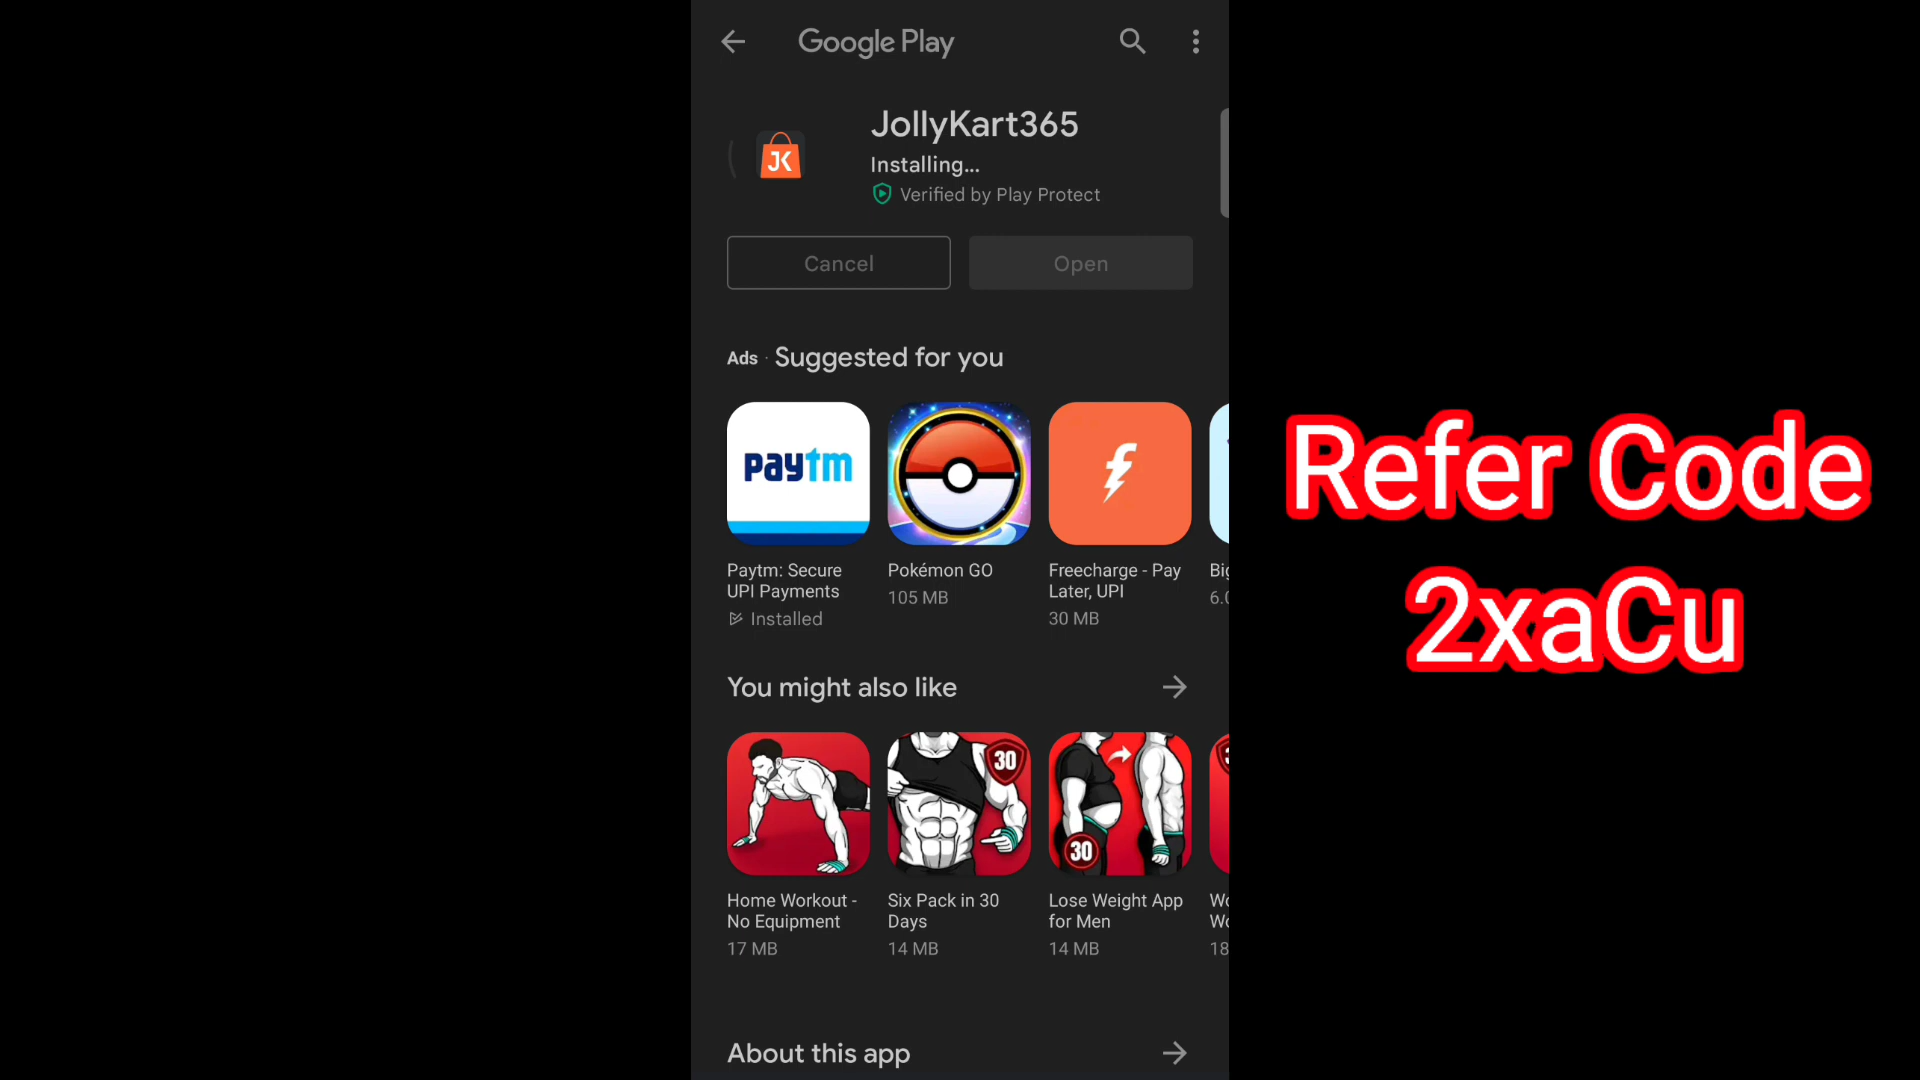 Google Play
JollyKart365
JK
Installing...
Verified by Play Protect
Cancel
Open
Ads · Suggested for you
paytm
Paytm: Secure
UPI Payments
Installed
Pokémon GO
105 MB
Freecharge - Pay
Later, UPI
30 MB
You might also like
30
30
Home Workout -
No Equipment
17 MB
Six Pack in 30
Days
14 MB
Lose Weight App
for Men
14 MB
18
About this app
Refer Code
2xaCu